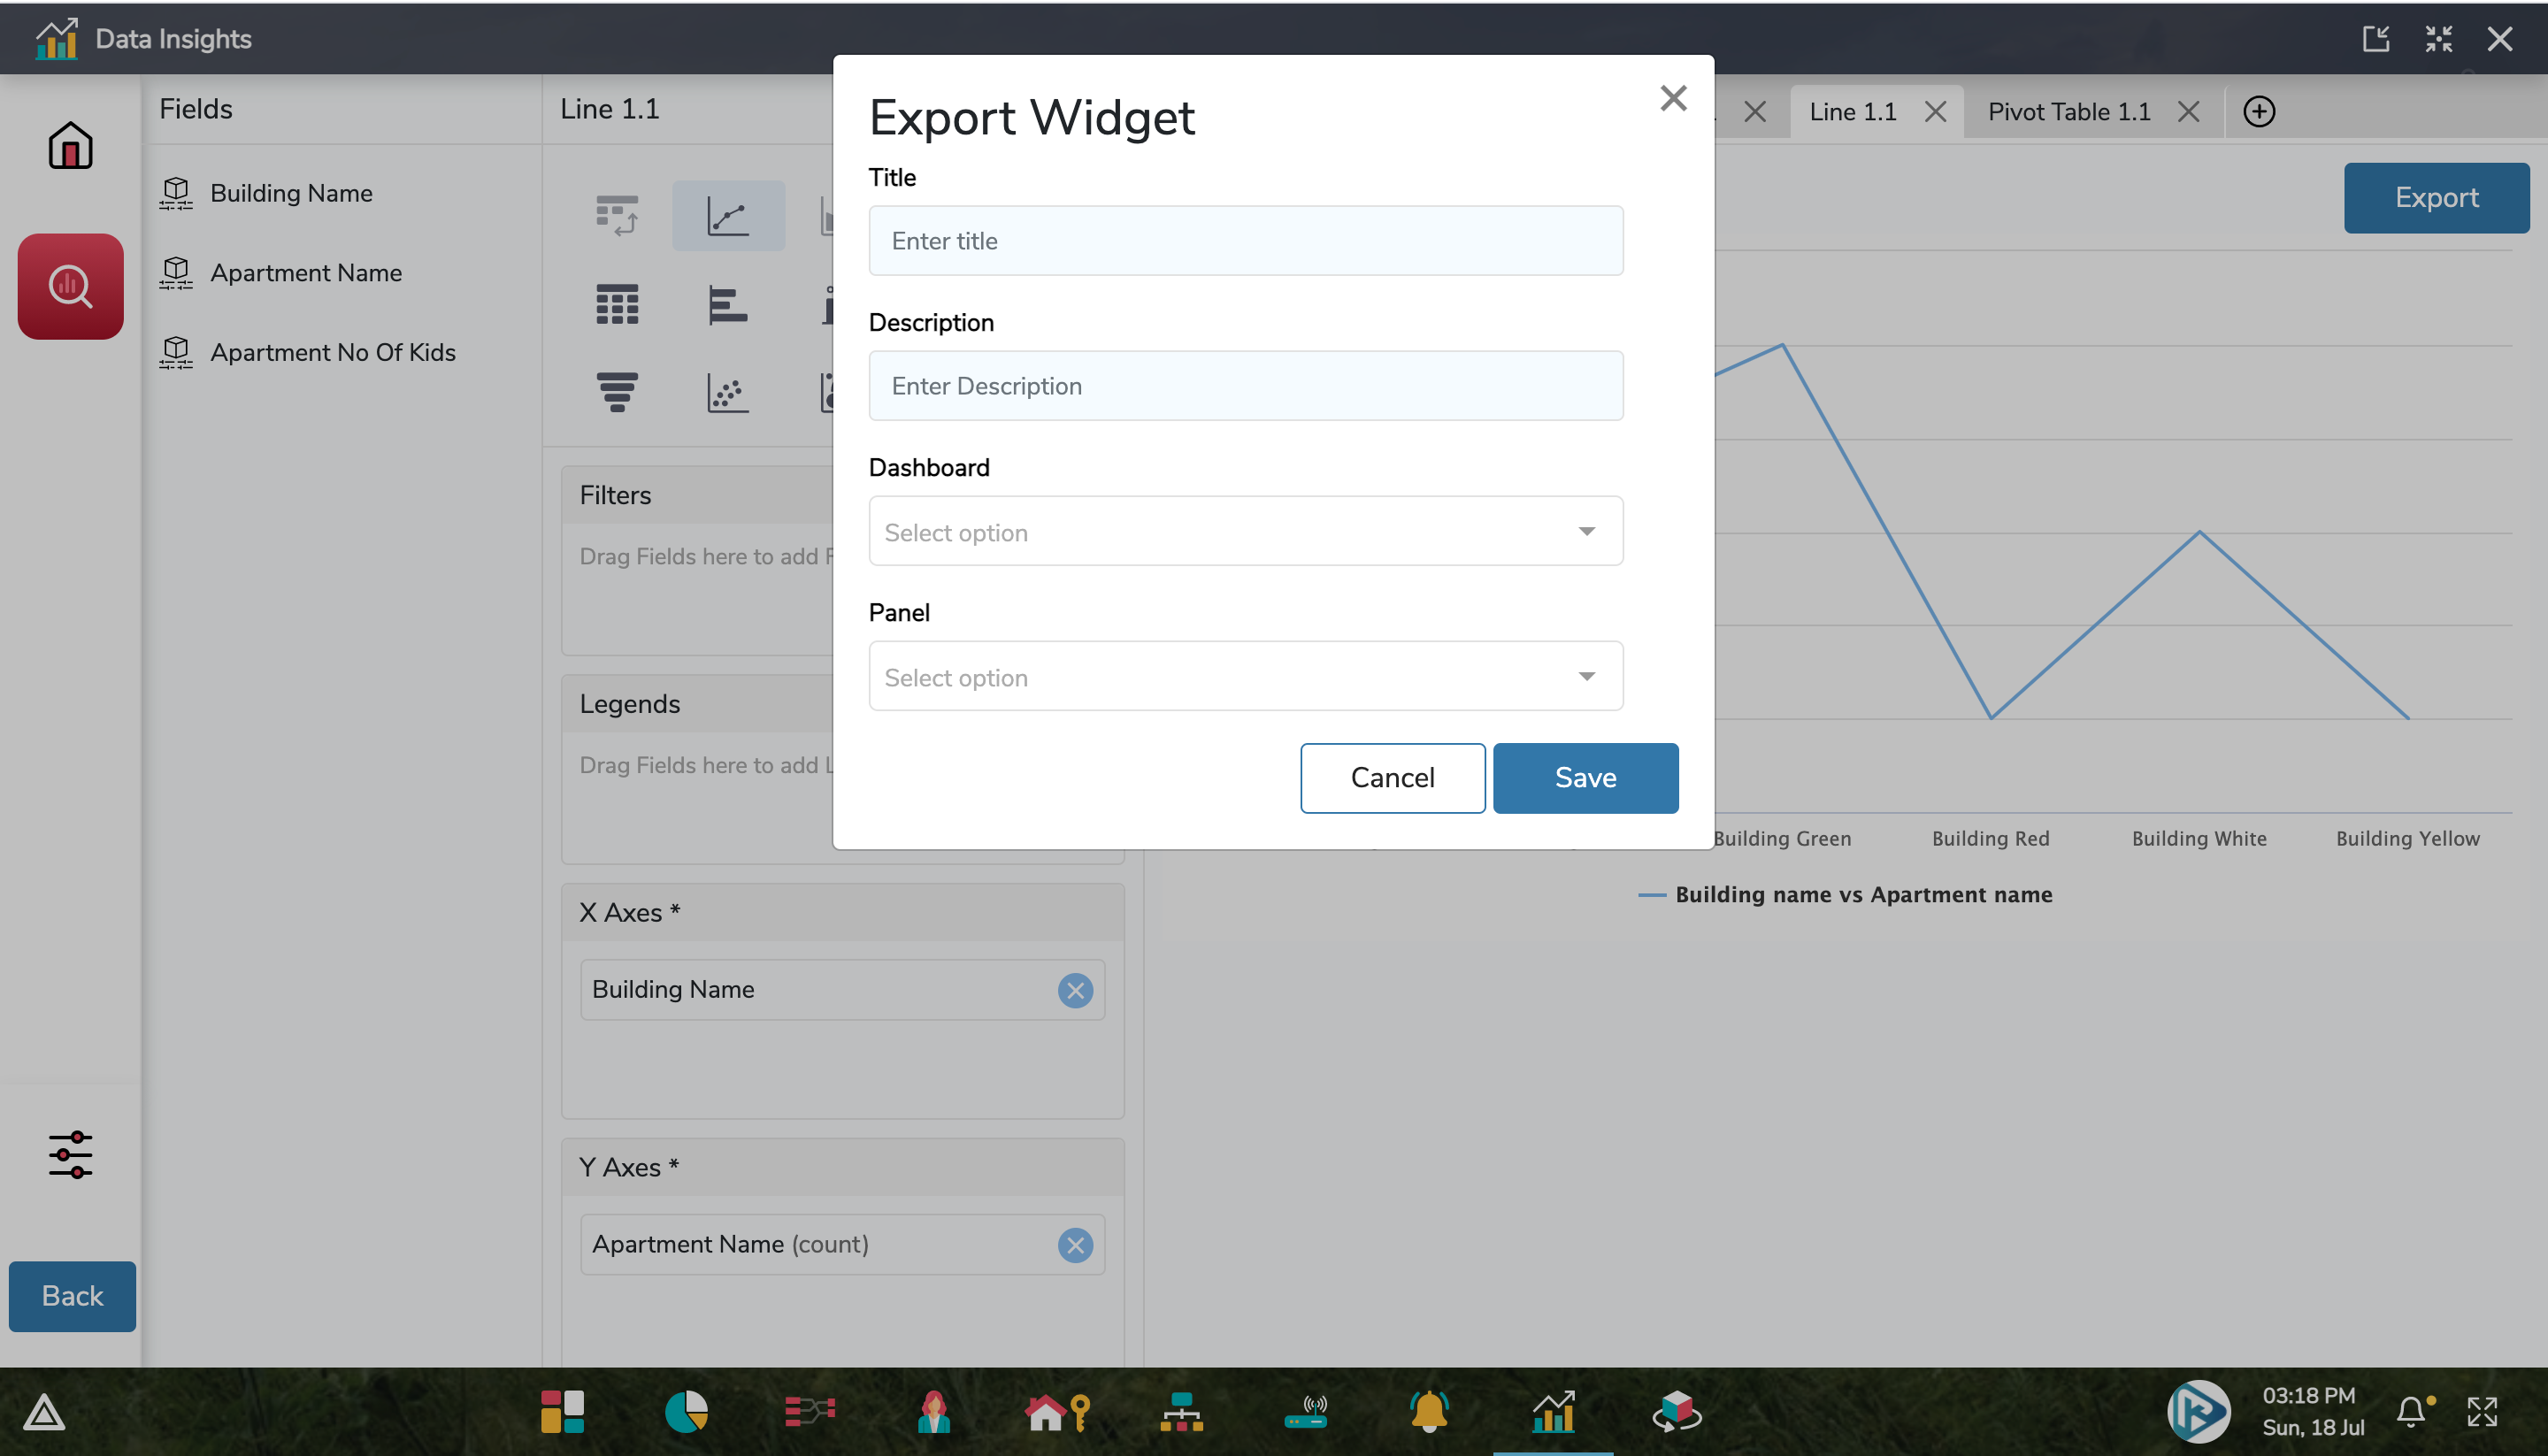 Data Insights
Fields
Line 1.1
Line 1.1
Pivot Table 1.1
Export
Building Name
Apartment Name
Apartment No Of Kids
Filters
Drag Fields here to add
Legends
Drag Fields here to add
X Axes *
Building Name
Y Axes *
Apartment Name (count)
Export Widget
Title
Enter title
Description
Enter Description
Dashboard
Select option
Panel
Select option
Cancel
Save
Building Green
Building Red
Building White
Building Yellow
Building name vs Apartment name
Back
03:18 PM
Sun, 18 Jul